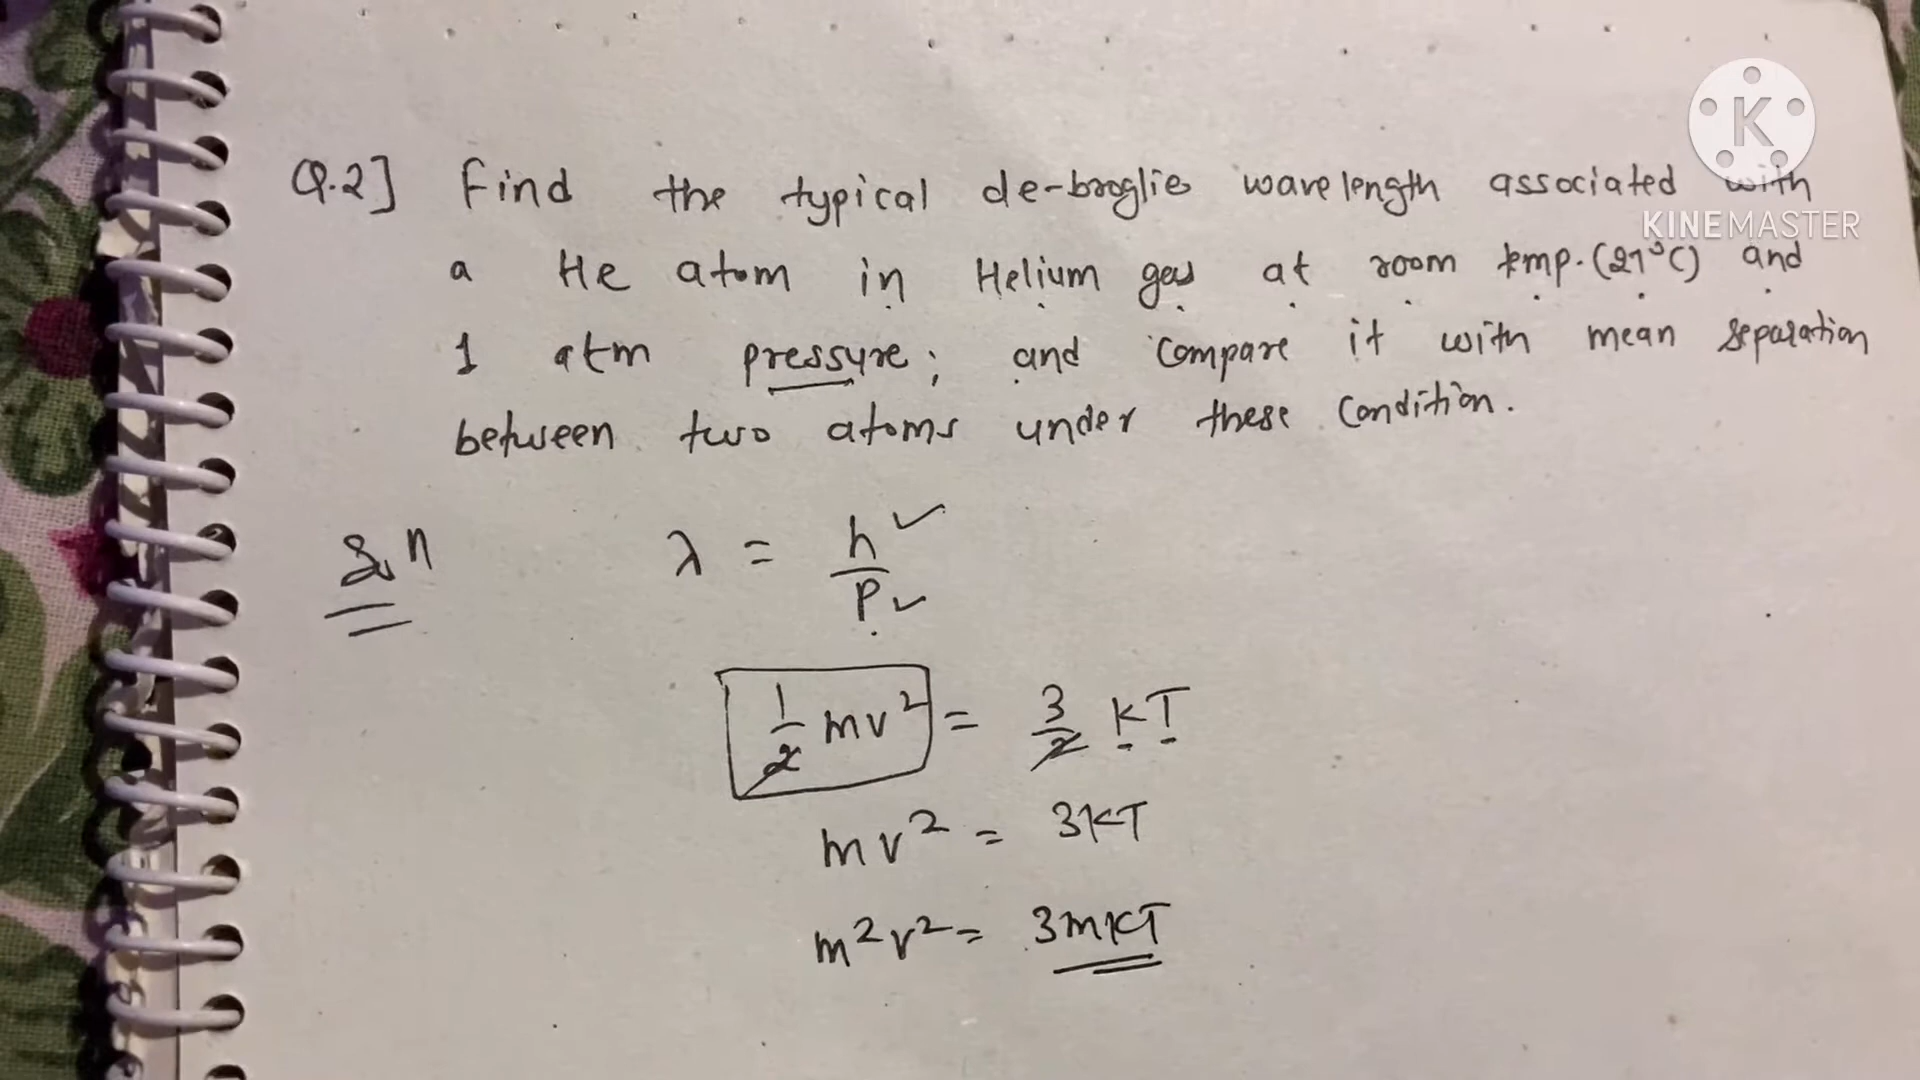 Q.2] Find the typical de-broglie wavelength associated with
KINEMASTER
a He atom in Helium gas at room temp. (27°C) and
1 atm pressure; and compare it with mean separation
between two atoms under these condition.
Soln λ = h/P
1/2 mv² = 3/2 KT
mv² = 3KT
m²v² = 3mKT